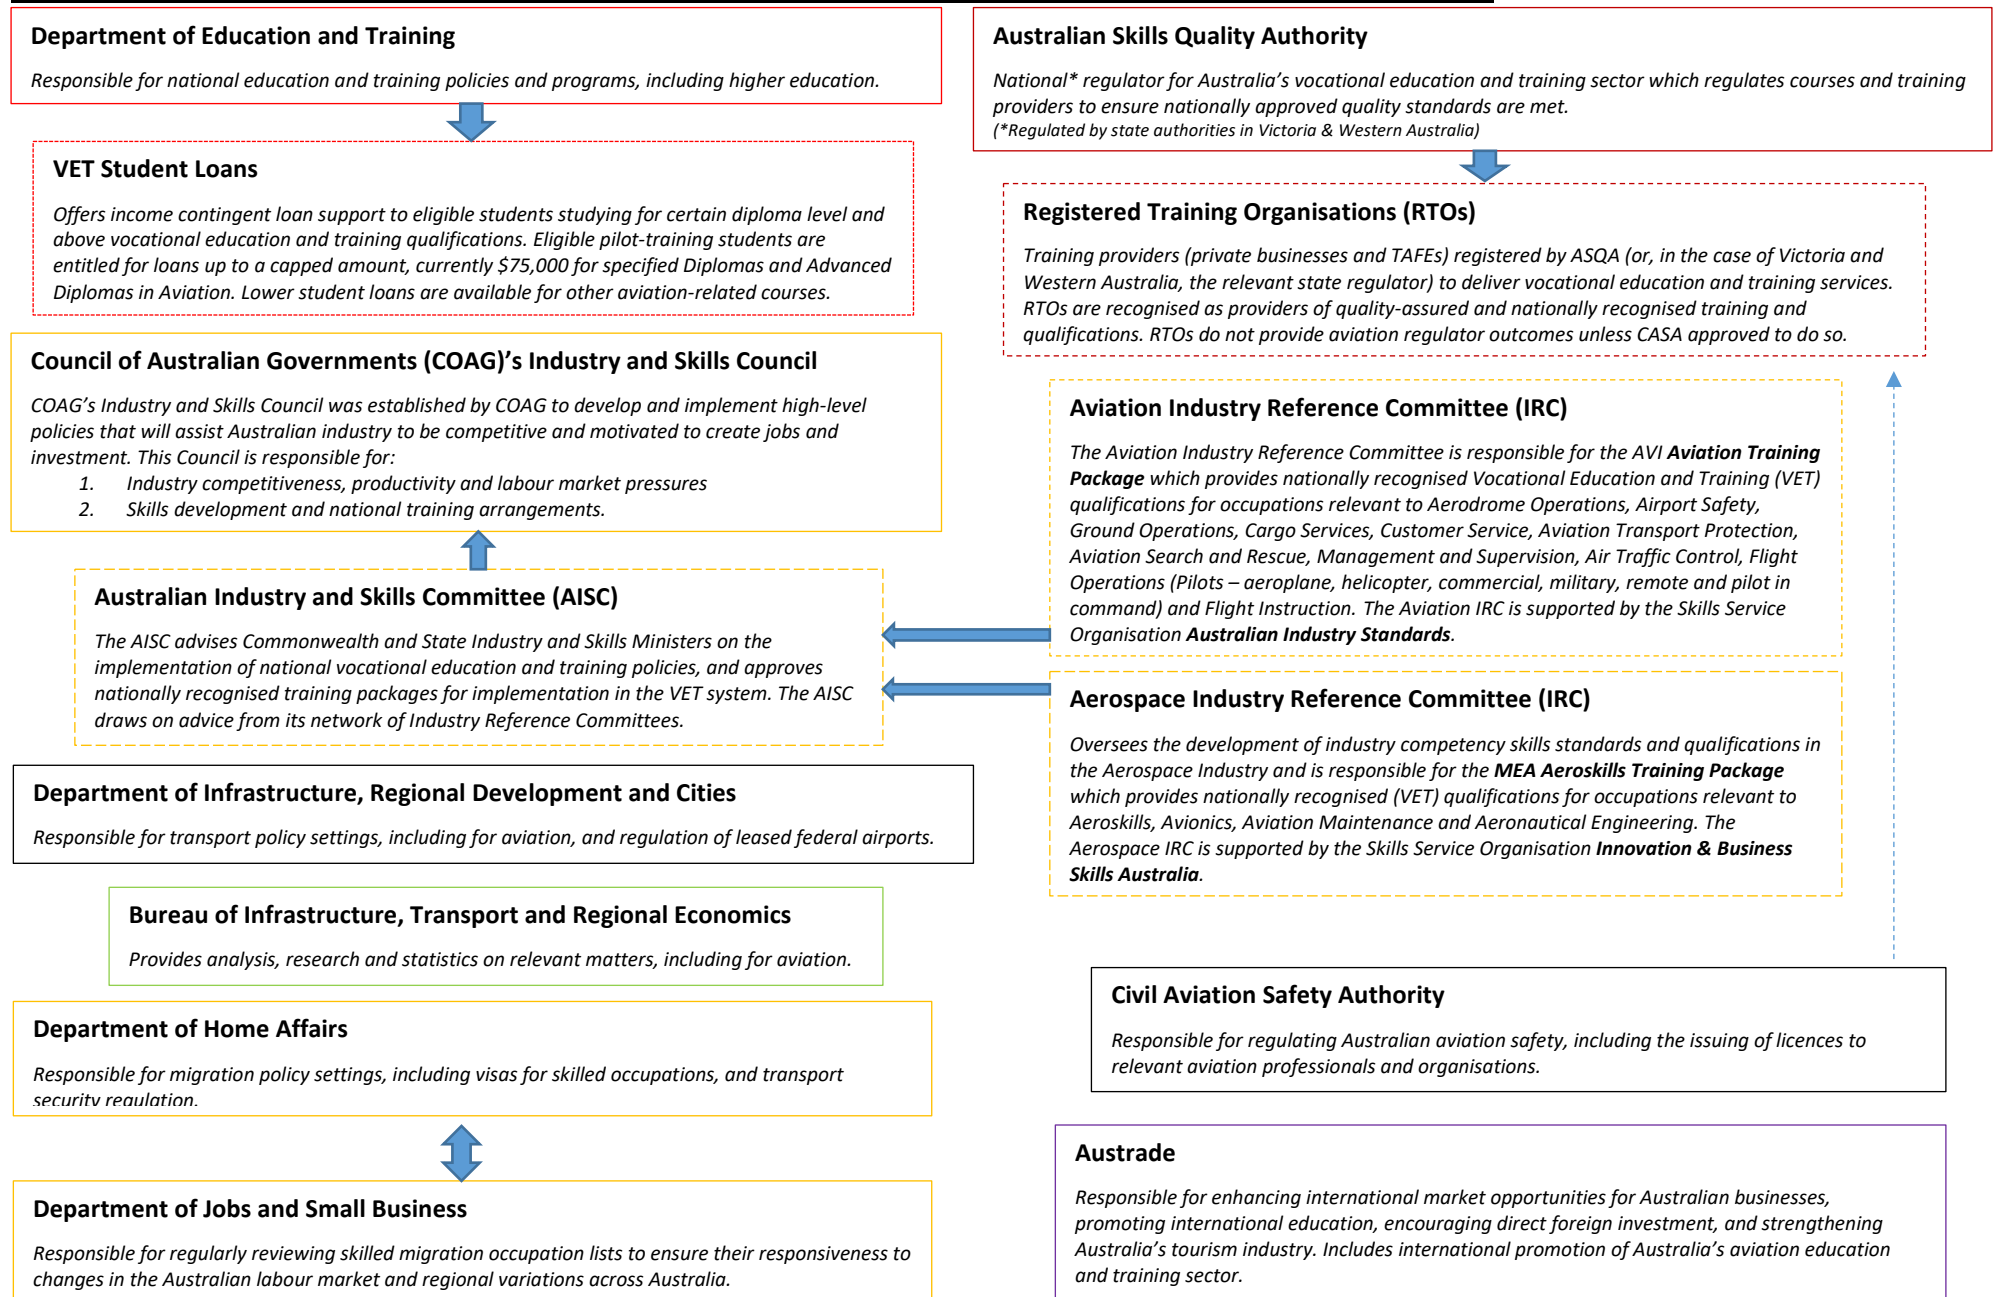 Department of Education and Training
Responsible for national education and training policies and programs, including higher education.
VET Student Loans
Offers income contingent loan support to eligible students studying for certain diploma level and
above vocational education and training qualifications. Eligible pilot-training students are
entitled for loans up to a capped amount, currently $75,000 for specified Diplomas and Advanced
Diplomas in Aviation. Lower student loans are available for other aviation-related courses.
Council of Australian Governments (COAG)’s Industry and Skills Council
COAG’s Industry and Skills Council was established by COAG to develop and implement high-level
policies that will assist Australian industry to be competitive and motivated to create jobs and
investment. This Council is responsible for:
1. Industry competitiveness, productivity and labour market pressures
2. Skills development and national training arrangements.
Australian Industry and Skills Committee (AISC)
The AISC advises Commonwealth and State Industry and Skills Ministers on the
implementation of national vocational education and training policies, and approves
nationally recognised training packages for implementation in the VET system. The AISC
draws on advice from its network of Industry Reference Committees.
Department of Infrastructure, Regional Development and Cities
Responsible for transport policy settings, including for aviation, and regulation of leased federal airports.
Bureau of Infrastructure, Transport and Regional Economics
Provides analysis, research and statistics on relevant matters, including for aviation.
Department of Home Affairs
Responsible for migration policy settings, including visas for skilled occupations, and transport
security regulation.
Department of Jobs and Small Business
Responsible for regularly reviewing skilled migration occupation lists to ensure their responsiveness to
changes in the Australian labour market and regional variations across Australia.
Australian Skills Quality Authority
National* regulator for Australia’s vocational education and training sector which regulates courses and training
providers to ensure nationally approved quality standards are met.
(*Regulated by state authorities in Victoria & Western Australia)
Registered Training Organisations (RTOs)
Training providers (private businesses and TAFEs) registered by ASQA (or, in the case of Victoria and
Western Australia, the relevant state regulator) to deliver vocational education and training services.
RTOs are recognised as providers of quality-assured and nationally recognised training and
qualifications. RTOs do not provide aviation regulator outcomes unless CASA approved to do so.
Aviation Industry Reference Committee (IRC)
The Aviation Industry Reference Committee is responsible for the AVI Aviation Training
Package which provides nationally recognised Vocational Education and Training (VET)
qualifications for occupations relevant to Aerodrome Operations, Airport Safety,
Ground Operations, Cargo Services, Customer Service, Aviation Transport Protection,
Aviation Search and Rescue, Management and Supervision, Air Traffic Control, Flight
Operations (Pilots – aeroplane, helicopter, commercial, military, remote and pilot in
command) and Flight Instruction. The Aviation IRC is supported by the Skills Service
Organisation Australian Industry Standards.
Aerospace Industry Reference Committee (IRC)
Oversees the development of industry competency skills standards and qualifications in
the Aerospace Industry and is responsible for the MEA Aeroskills Training Package
which provides nationally recognised (VET) qualifications for occupations relevant to
Aeroskills, Avionics, Aviation Maintenance and Aeronautical Engineering. The
Aerospace IRC is supported by the Skills Service Organisation Innovation & Business
Skills Australia.
Civil Aviation Safety Authority
Responsible for regulating Australian aviation safety, including the issuing of licences to
relevant aviation professionals and organisations.
Austrade
Responsible for enhancing international market opportunities for Australian businesses,
promoting international education, encouraging direct foreign investment, and strengthening
Australia’s tourism industry. Includes international promotion of Australia’s aviation education
and training sector.